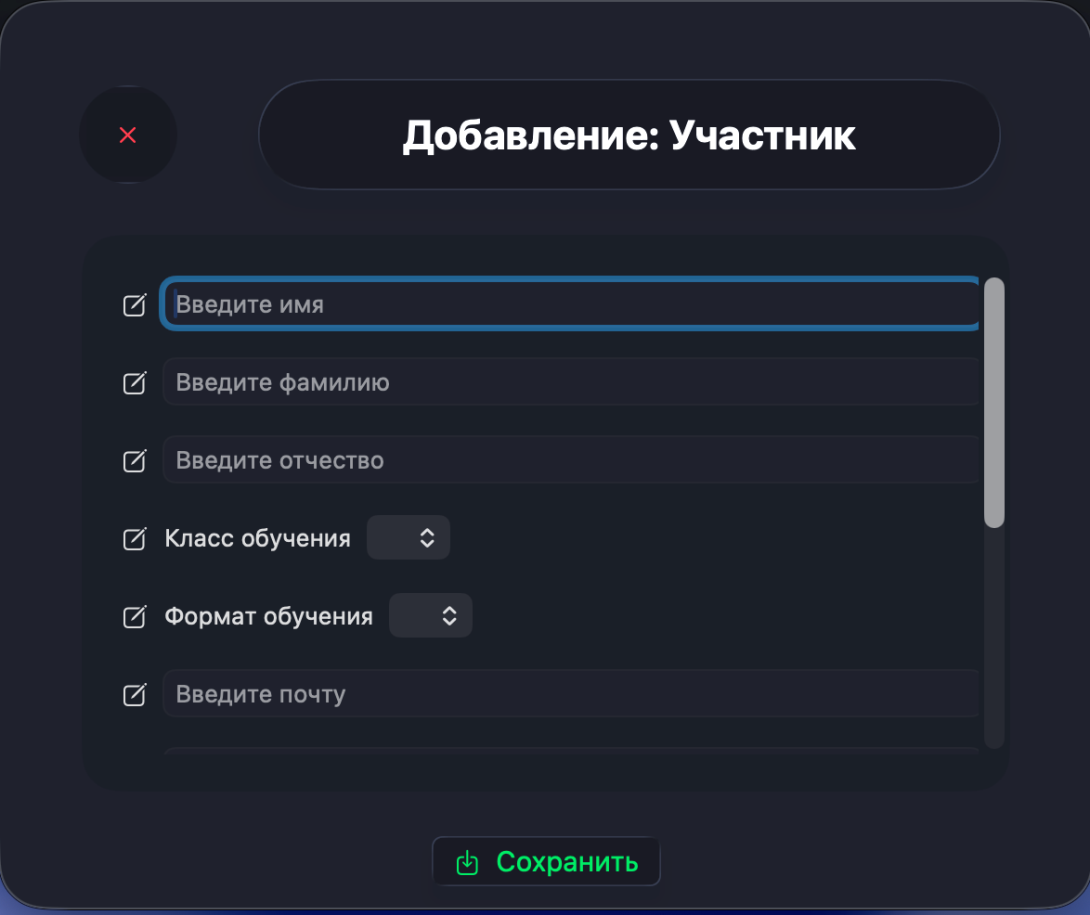 Добавление: Участник
Введите имя
Введите фамилию
Введите отчество
Класс обучения
Формат обучения
Введите почту
Сохранить